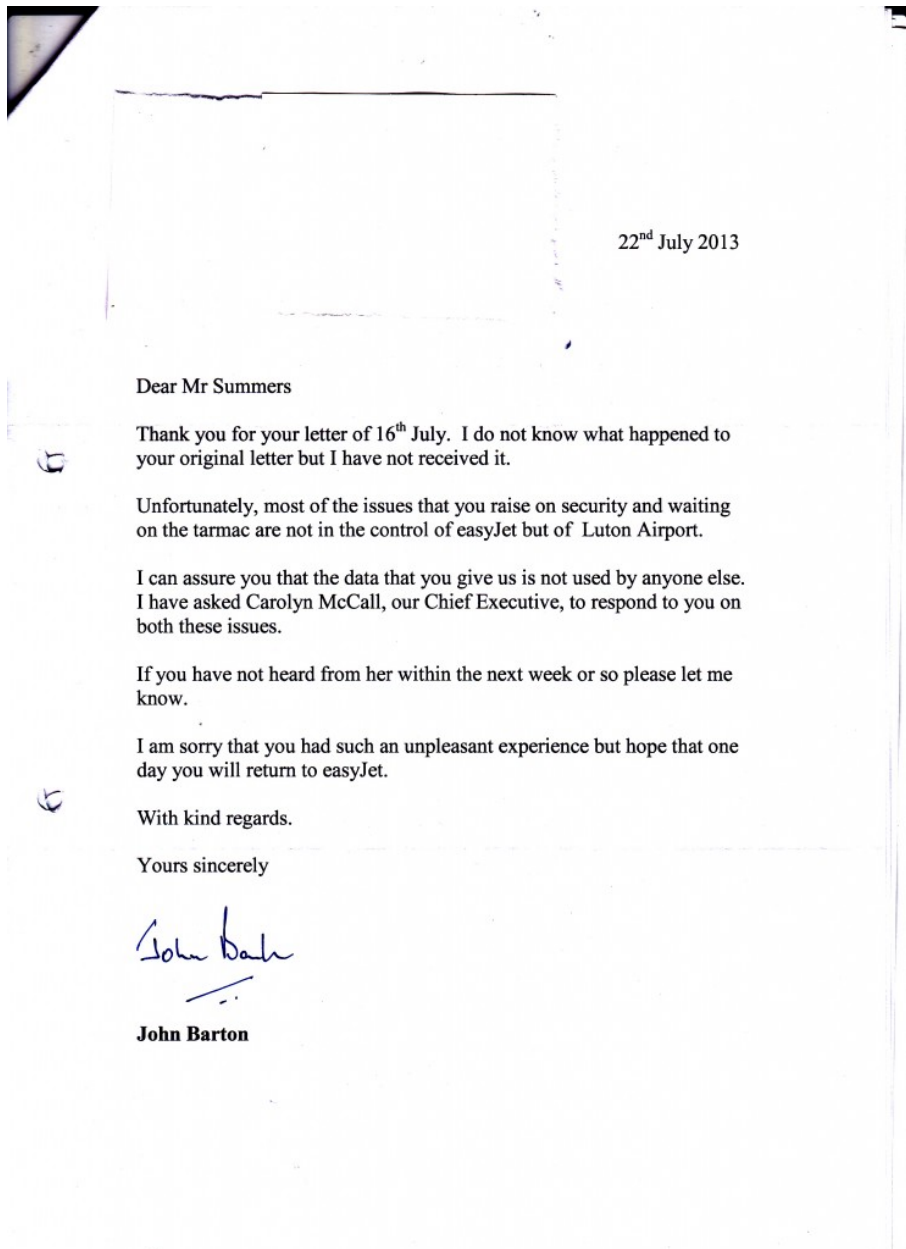 22nd July 2013
Dear Mr Summers
Thank you for your letter of 16th July. I do not know what happened to
your original letter but I have not received it.
Unfortunately, most of the issues that you raise on security and waiting
on the tarmac are not in the control of easyJet but of Luton Airport.
I can assure you that the data that you give us is not used by anyone else.
I have asked Carolyn McCall, our Chief Executive, to respond to you on
both these issues.
If you have not heard from her within the next week or so please let me
know.
I am sorry that you had such an unpleasant experience but hope that one
day you will return to easyJet.
With kind regards.
Yours sincerely
John Barton
John Barton